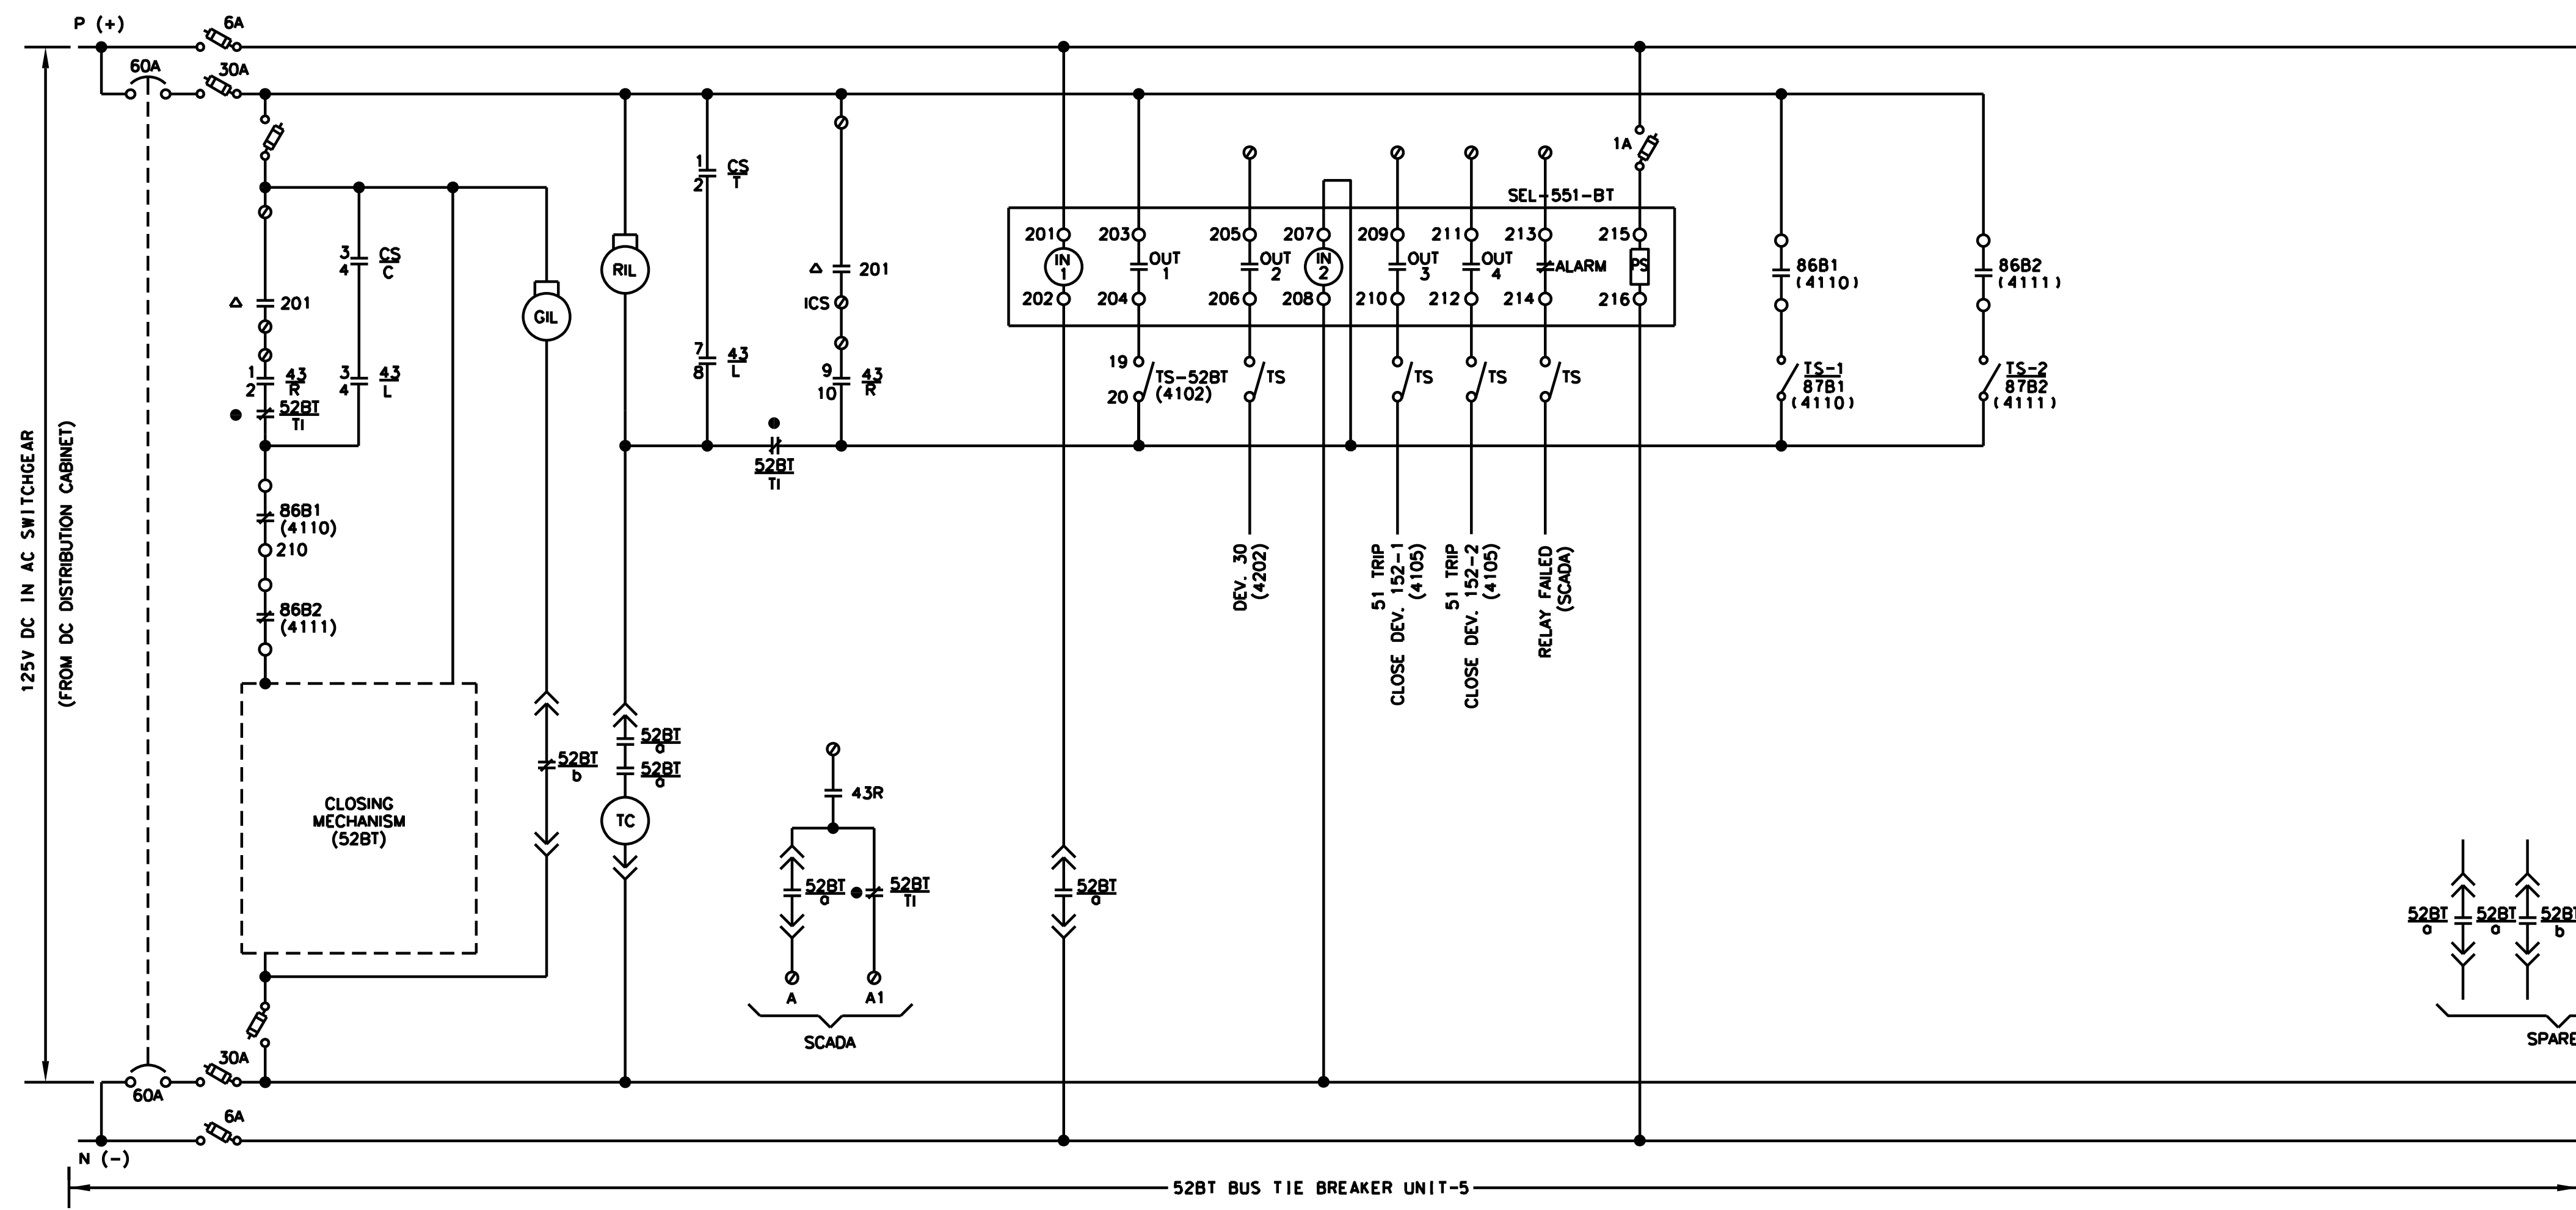 P (+)
6A
60A
30A
125V DC IN AC SWITCHGEAR
(FROM DC DISTRIBUTION CABINET)
3
4
CS
C
Δ
201
1
2
43
R
3
4
43
L
52BT
TI
86B1
(4110)
210
86B2
(4111)
CLOSING
MECHANISM
(52BT)
GIL
52BT
b
RIL
52BT
a
52BT
a
TC
1
2
CS
T
7
8
43
L
52BT
TI
Δ
201
ICS
9
10
43
R
43R
52BT
a
52BT
TI
A
A1
SCADA
SEL-551-BT
1A
201
203
205
207
209
211
213
215
IN
1
OUT
1
OUT
2
IN
2
OUT
3
OUT
4
ALARM
PS
202
204
206
208
210
212
214
216
19
20
TS-52BT
(4102)
TS
TS
TS
TS
DEV. 30
(4202)
51 TRIP
CLOSE DEV. 152-1
(4105)
51 TRIP
CLOSE DEV. 152-2
(4105)
RELAY FAILED
(SCADA)
52BT
a
86B1
(4110)
TS-1
87B1
(4110)
86B2
(4111)
TS-2
87B2
(4111)
52BT
a
52BT
a
52BT
b
SPARE
30A
60A
6A
N (-)
52BT BUS TIE BREAKER UNIT-5